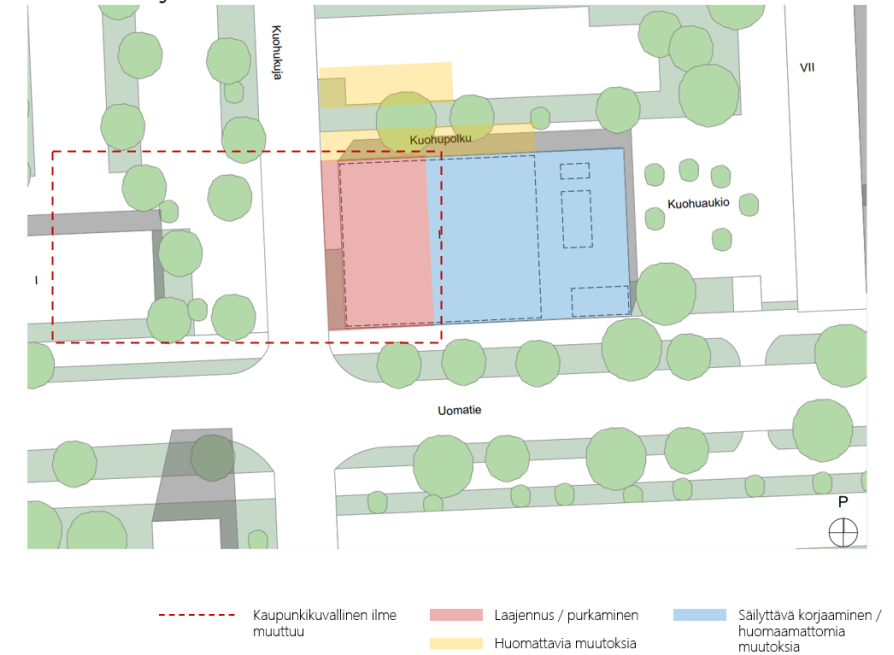 Kuohukuja
VII
Kuohupolku
Kuohuaukio
I
I
Uomatie
P
Kaupunkikuvallinen ilme
muuttuu
Laajennus / purkaminen
Huomattavia muutoksia
Säilyttävä korjaaminen /
huomaamattomia
muutoksia